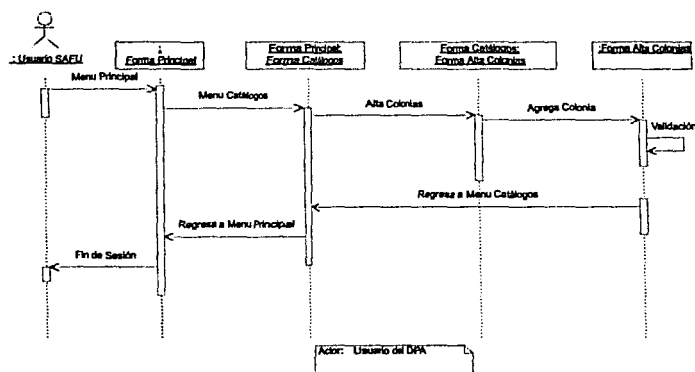 : Usuario SAFU
:
Forma Principal
Forma Principal:
Forma Catálogos
Forma Catálogos:
Forma Alta Colonias
:Forma Alta Colonias
Menu Principal
Menu Catálogos
Alta Colonias
Agrega Colonia
Validación
Regresa a Menu Catálogos
Regresa a Menu Principal
Fin de Sesión
Actor: Usuario del DPA